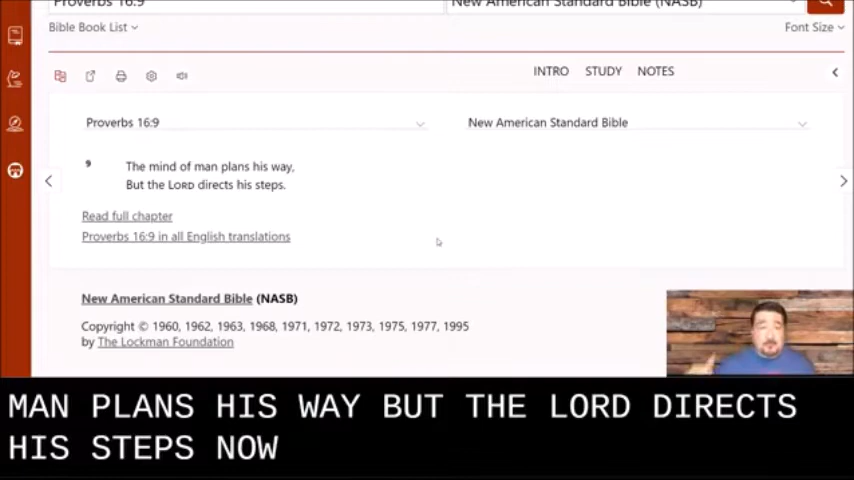 Proverbs 16:9 New American Standard Bible (NASB)
Bible Book List Font Size
INTRO STUDY NOTES
Proverbs 16:9 New American Standard Bible
9 The mind of man plans his way,
But the LORD directs his steps.
Read full chapter
Proverbs 16:9 in all English translations
New American Standard Bible (NASB)
Copyright © 1960, 1962, 1963, 1968, 1971, 1972, 1973, 1975, 1977, 1995
by The Lockman Foundation
MAN PLANS HIS WAY BUT THE LORD DIRECTS
HIS STEPS NOW